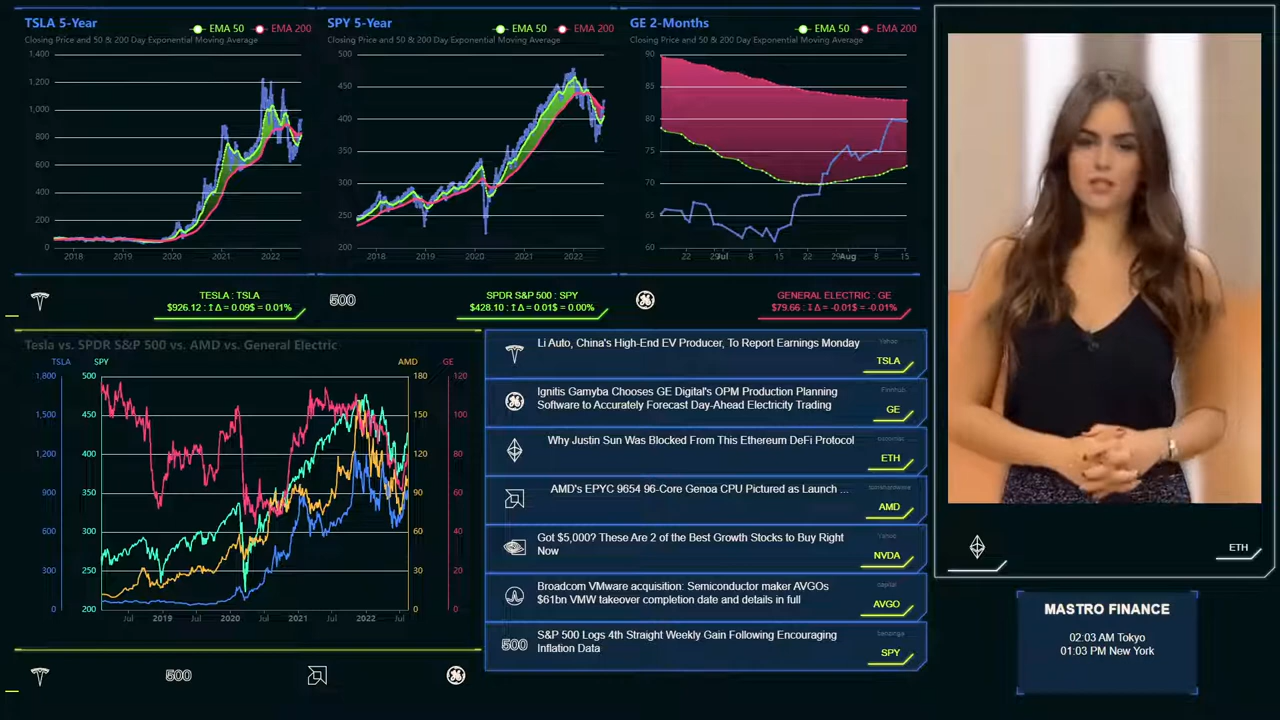 TSLA 5-Year
EMA 50 EMA 200
Closing Price and 50 & 200 Day Exponential Moving Average
1,400
1,200
1,000
800
600
400
200
0
2018 2019 2020 2021 2022
SPY 5-Year
EMA 50 EMA 200
Closing Price and 50 & 200 Day Exponential Moving Average
500
450
400
350
300
250
200
2018 2019 2020 2021 2022
GE 2-Months
EMA 50 EMA 200
Closing Price and 50 & 200 Day Exponential Moving Average
90
85
80
75
70
65
60
22 29 Jul 8 15 22 29 Aug 8 15
TESLA : TSLA
$926.12 : 1 Δ = 0.09$ = 0.01%
500
SPDR S&P 500 : SPY
$428.10 : 1 Δ = 0.01$ = 0.00%
GENERAL ELECTRIC : GE
$79.66 : 1 Δ = -0.01$ = -0.01%
Tesla vs. SPDR S&P 500 vs. AMD vs. General Electric
TSLA SPY AMD GE
1,800 500 180 120
1,500 450 150 100
1,200 400 120 80
900 350 90 60
600 300 60 40
300 250 30 20
0 200 0 0
Jul 2019 Jul 2020 Jul 2021 Jul 2022 Jul
500
Li Auto, China's High-End EV Producer, To Report Earnings Monday
Yahoo
TSLA
Ignitis Gamyba Chooses GE Digital's OPM Production Planning
Software to Accurately Forecast Day-Ahead Electricity Trading
Finnhub
GE
Why Justin Sun Was Blocked From This Ethereum DeFi Protocol
ETH
AMD's EPYC 9654 96-Core Genoa CPU Pictured as Launch ...
AMD
Got $5,000? These Are 2 of the Best Growth Stocks to Buy Right
Now
Yahoo
NVDA
Broadcom VMware acquisition: Semiconductor maker AVGOs
$61bn VMW takeover completion date and details in full
capital
AVGO
500
S&P 500 Logs 4th Straight Weekly Gain Following Encouraging
Inflation Data
benzinga
SPY
ETH
MASTRO FINANCE
02:03 AM Tokyo
01:03 PM New York